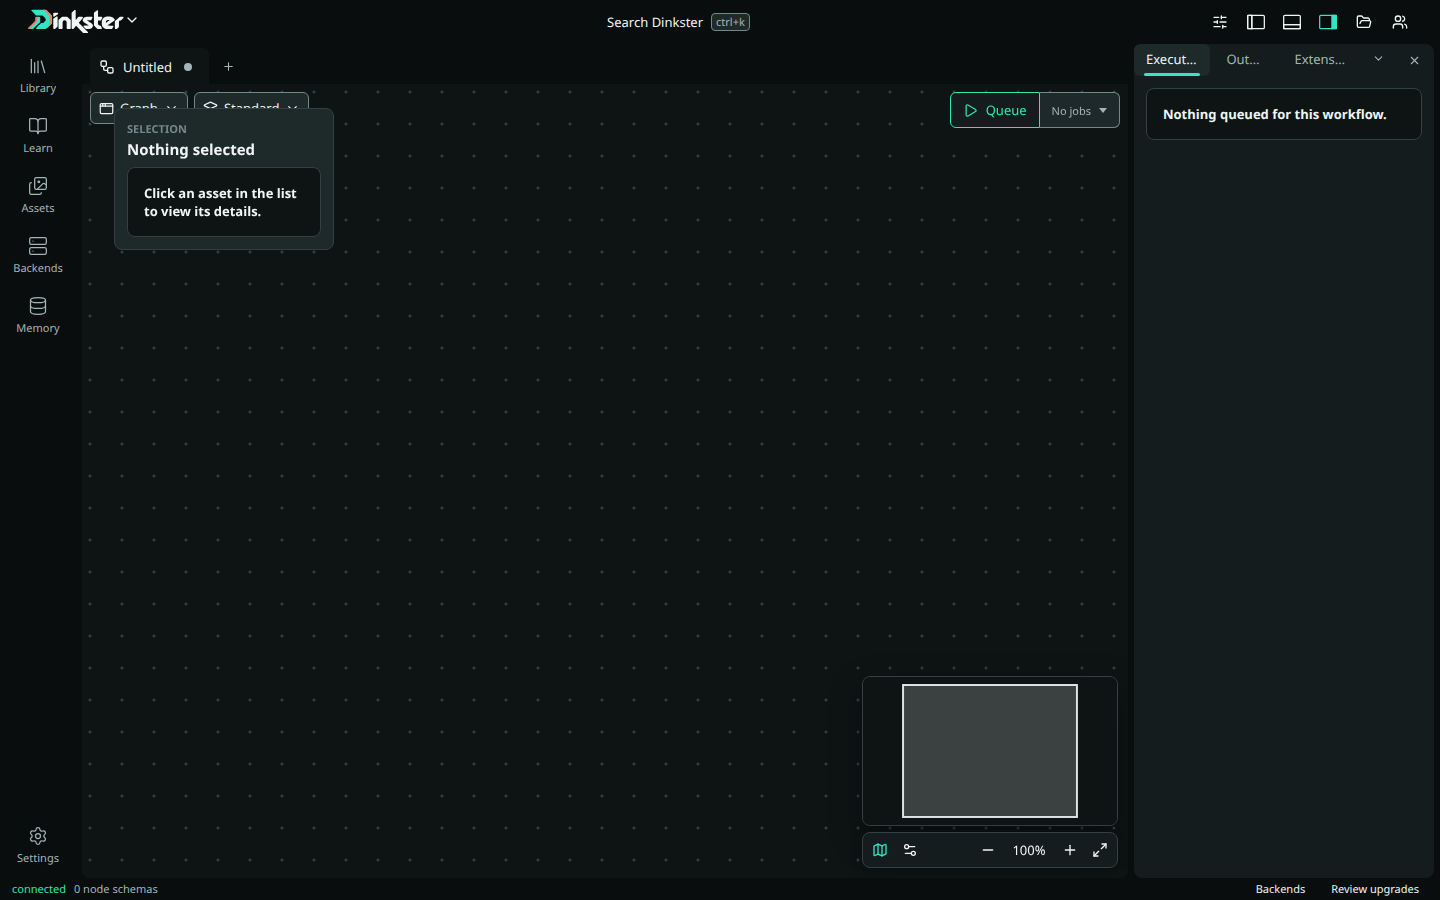 Dinkster
Search Dinkster ctrl+k
Library
Learn
Assets
Backends
Memory
Settings
Untitled
Graph
Standard
SELECTION
Nothing selected
Click an asset in the list
to view its details.
Queue
No jobs
Execut...
Out...
Extens...
Nothing queued for this workflow.
100%
connected 0 node schemas
Backends
Review upgrades